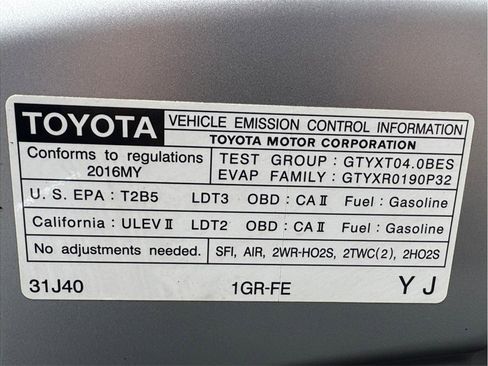 TOYOTA VEHICLE EMISSION CONTROL INFORMATION
TOYOTA MOTOR CORPORATION
Conforms to regulations
2016MY
TEST GROUP : GTYXT04.0BES
EVAP FAMILY : GTYXR0190P32
U. S. EPA : T2B5 LDT3 OBD : CA II Fuel : Gasoline
California : ULEV II LDT2 OBD : CA II Fuel : Gasoline
No adjustments needed. SFI, AIR, 2WR-HO2S, 2TWC(2), 2HO2S
31J40 1GR-FE Y J